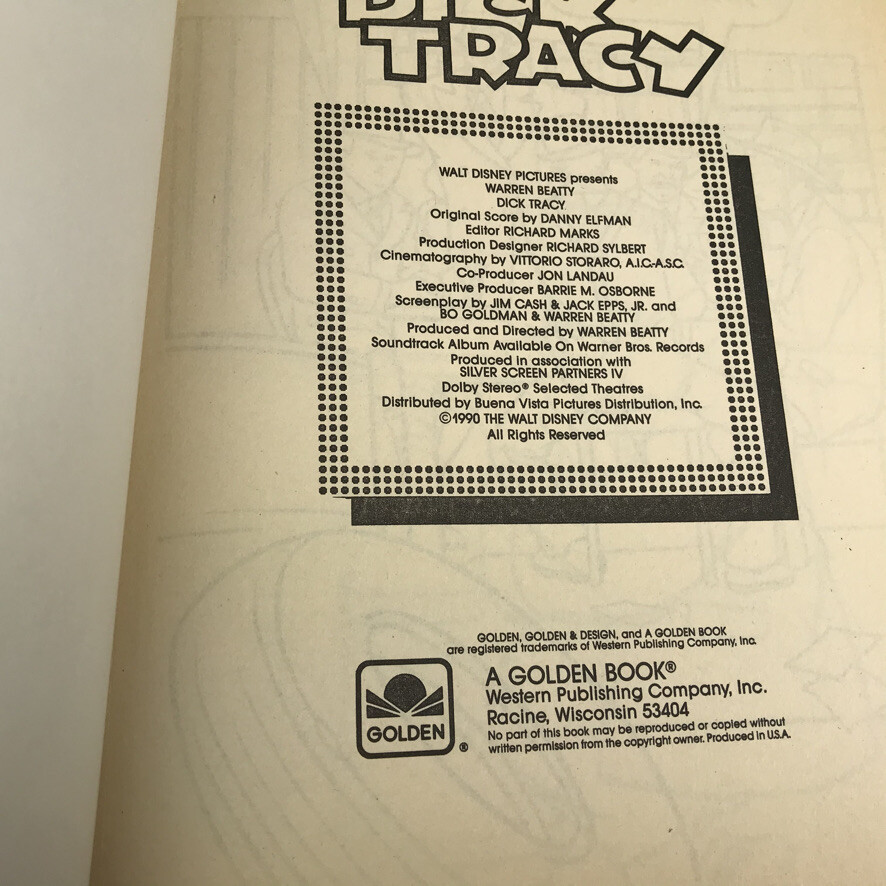 DICK
TRACY
WALT DISNEY PICTURES presents
WARREN BEATTY
DICK TRACY
Original Score by DANNY ELFMAN
Editor RICHARD MARKS
Production Designer RICHARD SYLBERT
Cinematography by VITTORIO STORARO, A.I.C.-A.S.C.
Co-Producer JON LANDAU
Executive Producer BARRIE M. OSBORNE
Screenplay by JIM CASH & JACK EPPS, JR. and
BO GOLDMAN & WARREN BEATTY
Produced and Directed by WARREN BEATTY
Soundtrack Album Available On Warner Bros. Records
Produced in association with
SILVER SCREEN PARTNERS IV
Dolby Stereo® Selected Theatres
Distributed by Buena Vista Pictures Distribution, Inc.
©1990 THE WALT DISNEY COMPANY
All Rights Reserved
GOLDEN, GOLDEN & DESIGN, and A GOLDEN BOOK
are registered trademarks of Western Publishing Company, Inc.
GOLDEN ®
A GOLDEN BOOK®
Western Publishing Company, Inc.
Racine, Wisconsin 53404
No part of this book may be reproduced or copied without
written permission from the copyright owner. Produced in U.S.A.